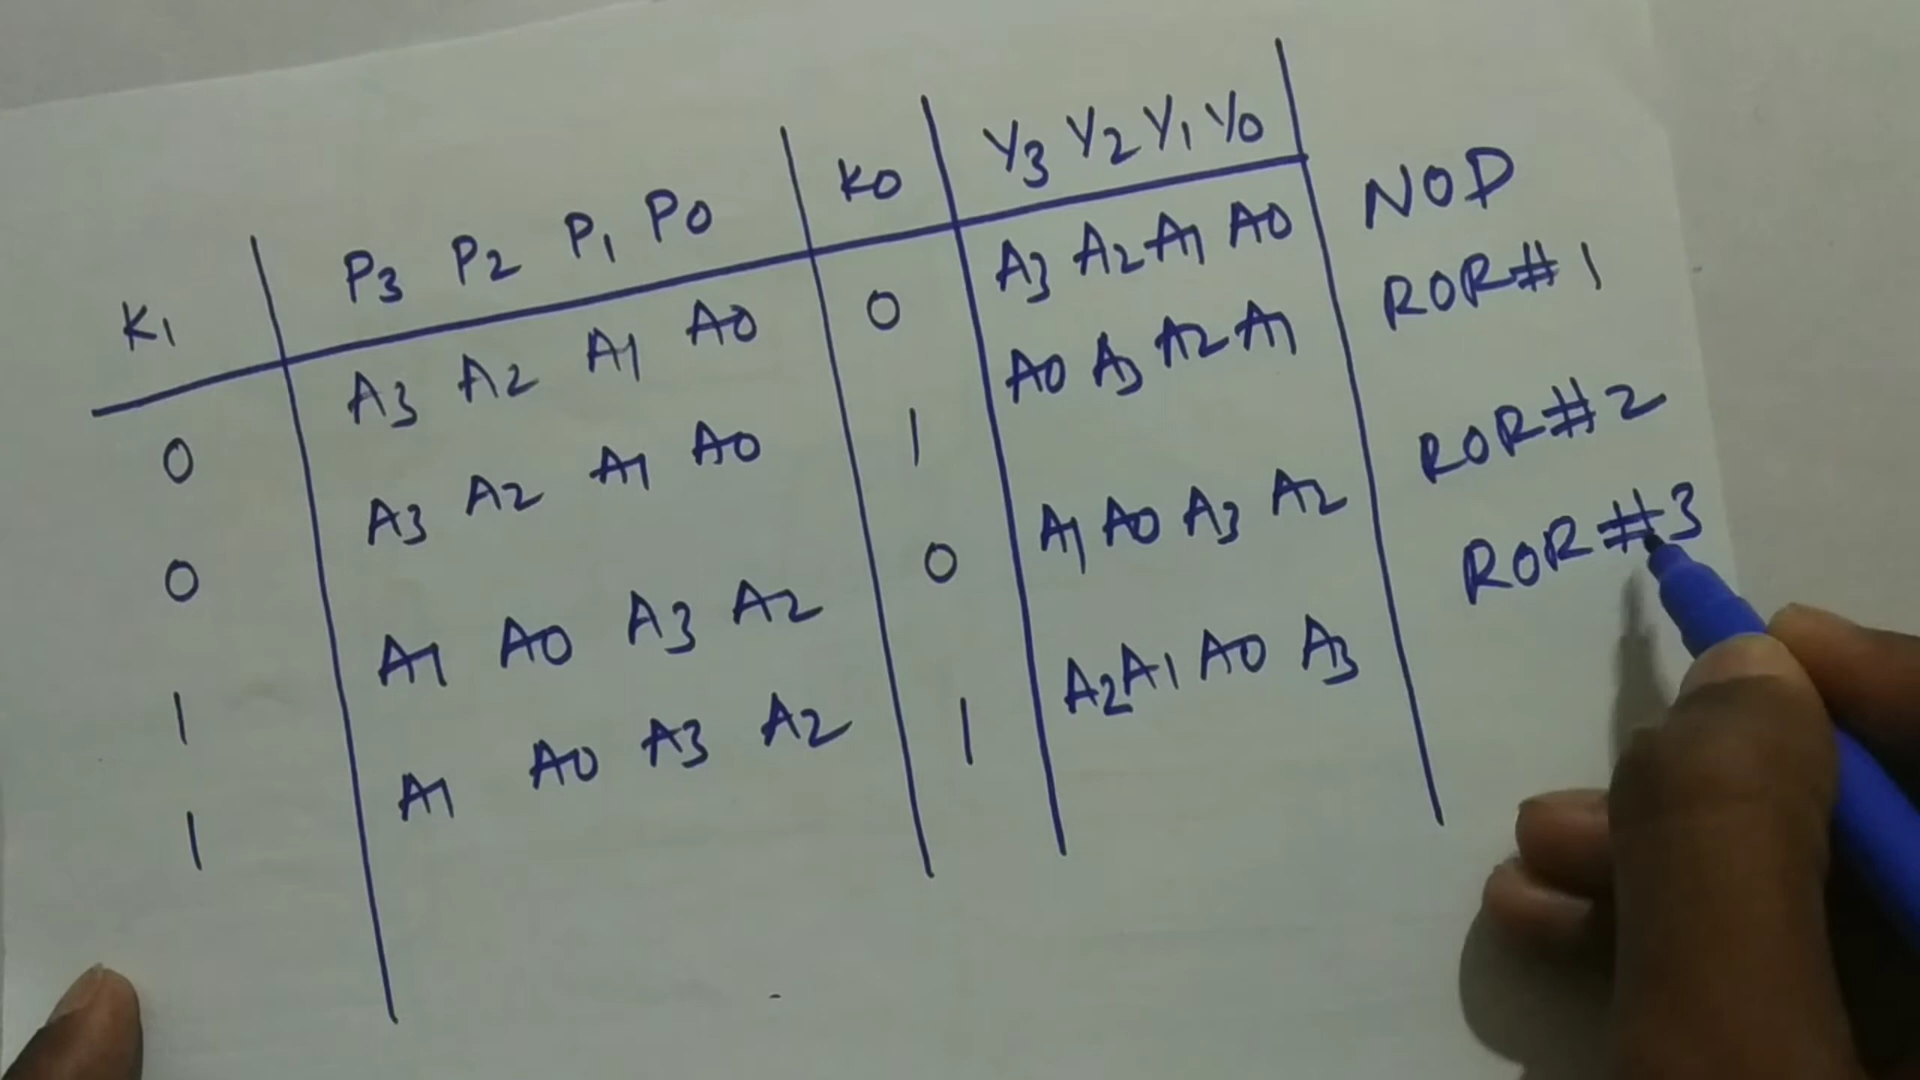 K1 P3 P2 P1 P0 K0 Y3 Y2 Y1 Y0
0 A3 A2 A1 A0 0 A3 A2 A1 A0 NOP
0 A3 A2 A1 A0 1 A0 A3 A2 A1 ROR#1
1 A1 A0 A3 A2 0 A1 A0 A3 A2 ROR#2
1 A1 A0 A3 A2 1 A2 A1 A0 A3 ROR#3